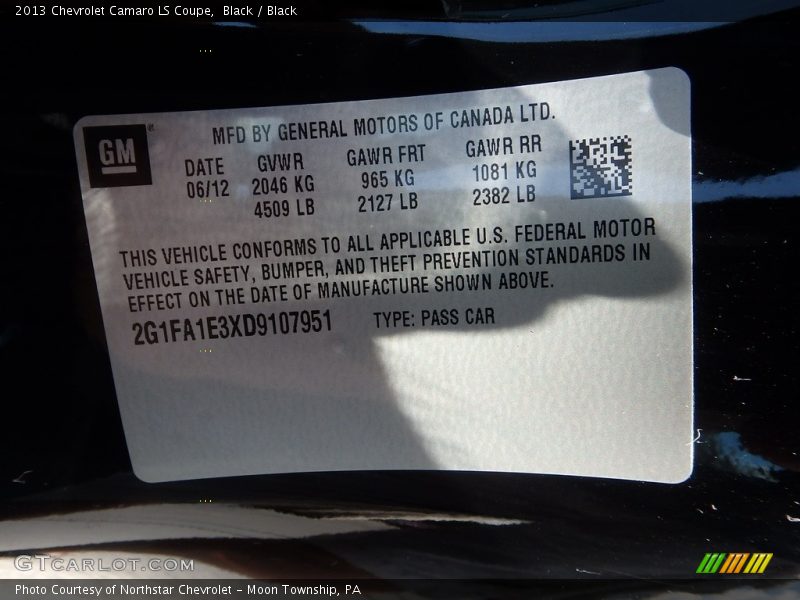 2013 Chevrolet Camaro LS Coupe, Black / Black
GM
MFD BY GENERAL MOTORS OF CANADA LTD.
DATE GVWR GAWR FRT GAWR RR
06/12 2046 KG 965 KG 1081 KG
4509 LB 2127 LB 2382 LB
THIS VEHICLE CONFORMS TO ALL APPLICABLE U.S. FEDERAL MOTOR
VEHICLE SAFETY, BUMPER, AND THEFT PREVENTION STANDARDS IN
EFFECT ON THE DATE OF MANUFACTURE SHOWN ABOVE.
2G1FA1E3XD9107951 TYPE: PASS CAR
GTCARLOT.COM
Photo Courtesy of Northstar Chevrolet - Moon Township, PA